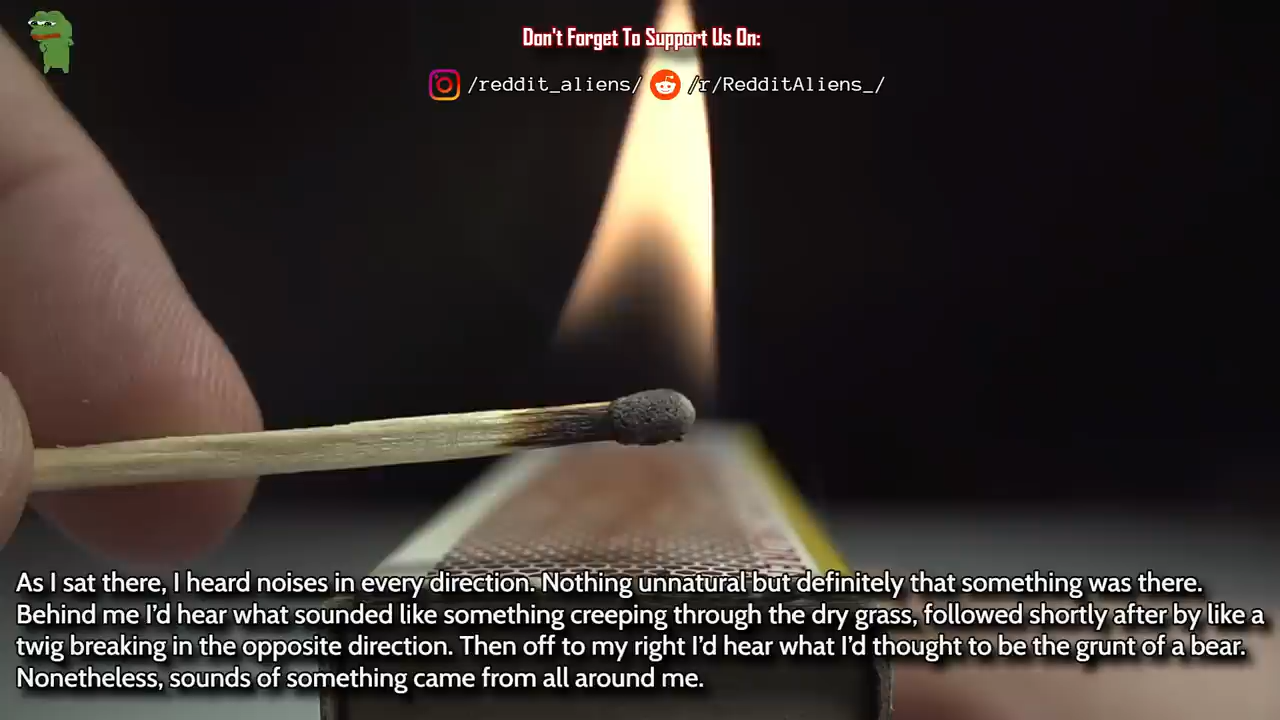 Don't Forget To Support Us On:
/reddit_aliens/ /r/RedditAliens_/
As I sat there, I heard noises in every direction. Nothing unnatural but definitely that something was there.
Behind me I'd hear what sounded like something creeping through the dry grass, followed shortly after by like a
twig breaking in the opposite direction. Then off to my right I'd hear what I'd thought to be the grunt of a bear.
Nonetheless, sounds of something came from all around me.